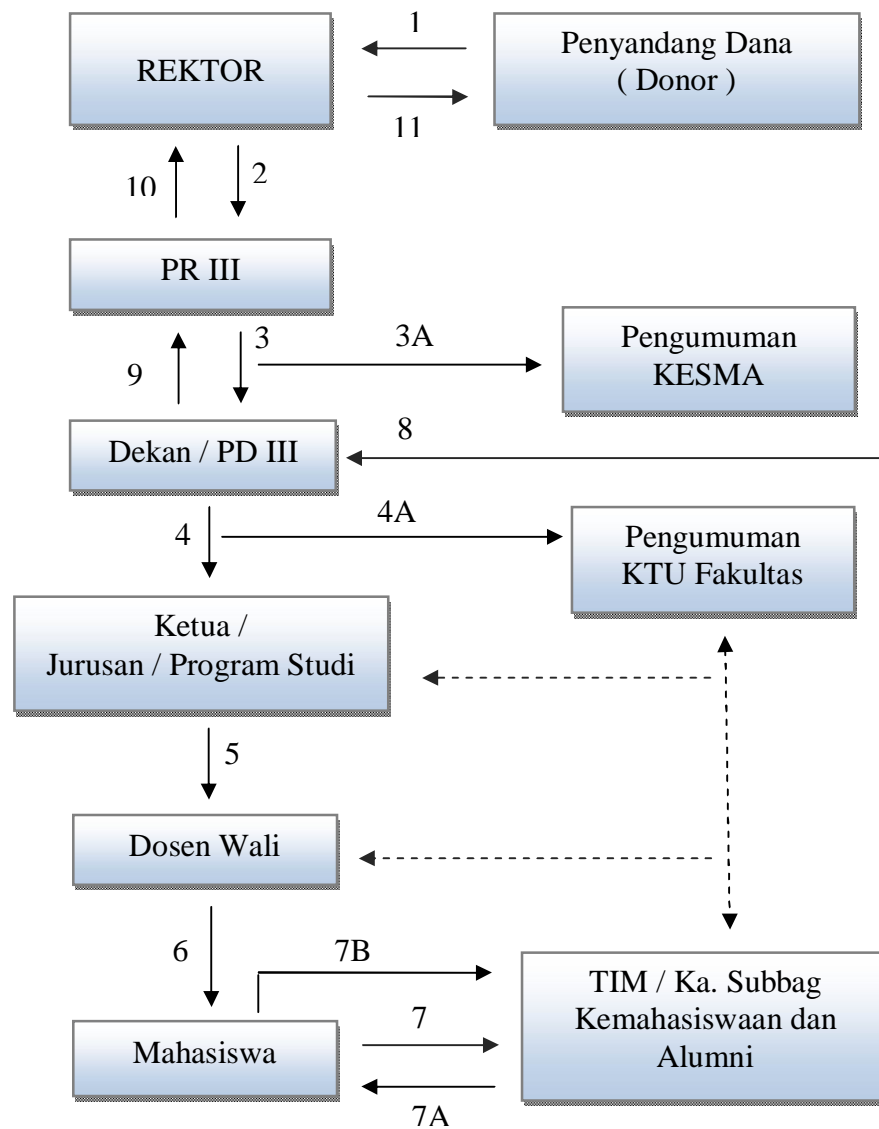 1
REKTOR
Penyandang Dana
( Donor )
11
10
2
PR III
3
3A
Pengumuman
KESMA
9
8
Dekan / PD III
4
4A
Pengumuman
KTU Fakultas
Ketua /
Jurusan / Program Studi
5
Dosen Wali
6
7B
TIM / Ka. Subbag
Kemahasiswaan dan
Alumni
7
Mahasiswa
7A